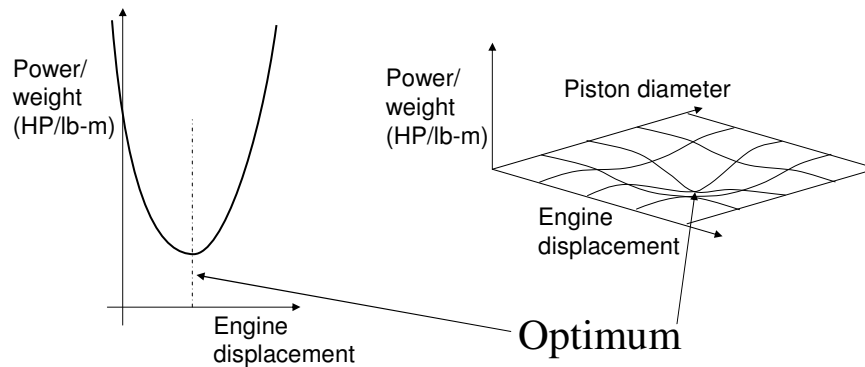 Power/
weight
(HP/lb-m)
Engine
displacement
Power/
weight
(HP/lb-m)
Piston diameter
Engine
displacement
Optimum